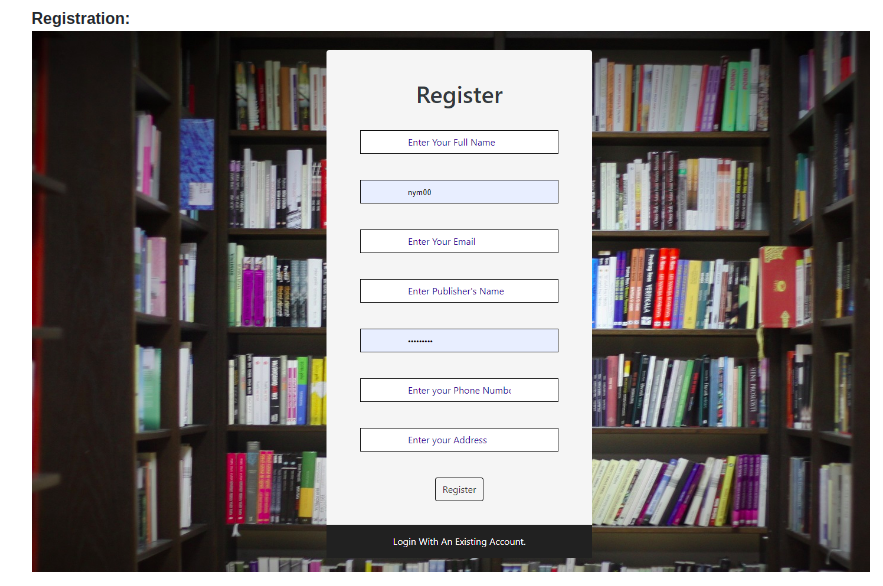 Registration:
Register
Enter Your Full Name
nym00
Enter Your Email
Enter Publisher's Name
•••••••••
Enter your Phone Numbe
Enter your Address
Register
Login With An Existing Account.